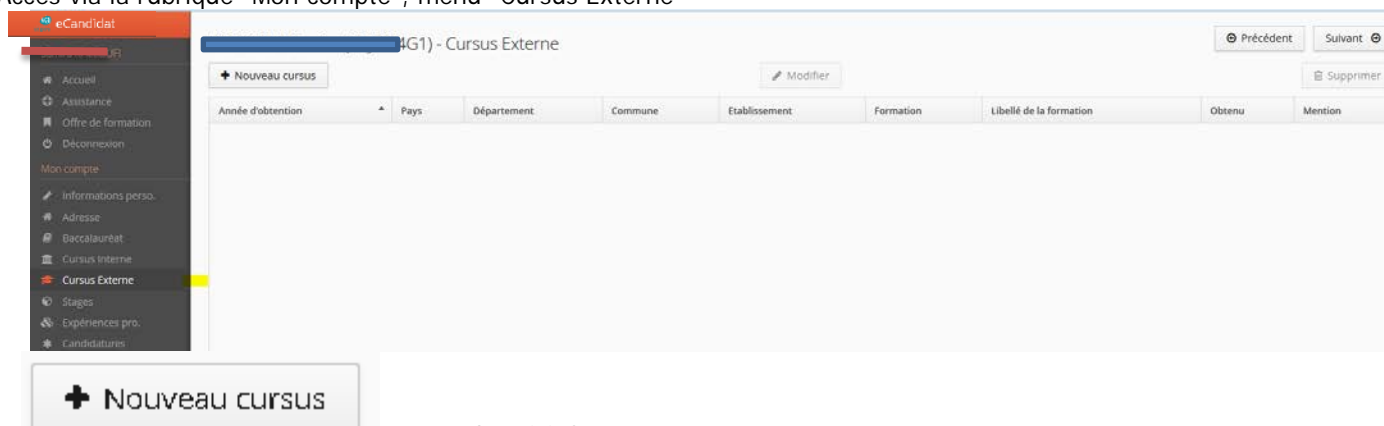 Accès via la rubrique "Mon compte", menu "Cursus Externe"
eCandidat
4G1) - Cursus Externe
Précédent
Suivant
Nouveau cursus
Modifier
Supprimer
Année d'obtention Pays Département Commune Etablissement Formation Libellé de la formation Obtenu Mention
Accueil
Assistance
Offre de formation
Déconnexion
Mon compte
Informations perso.
Adresse
Baccalauréat
Cursus Interne
Cursus Externe
Stages
Expériences pro.
Candidatures
Nouveau cursus